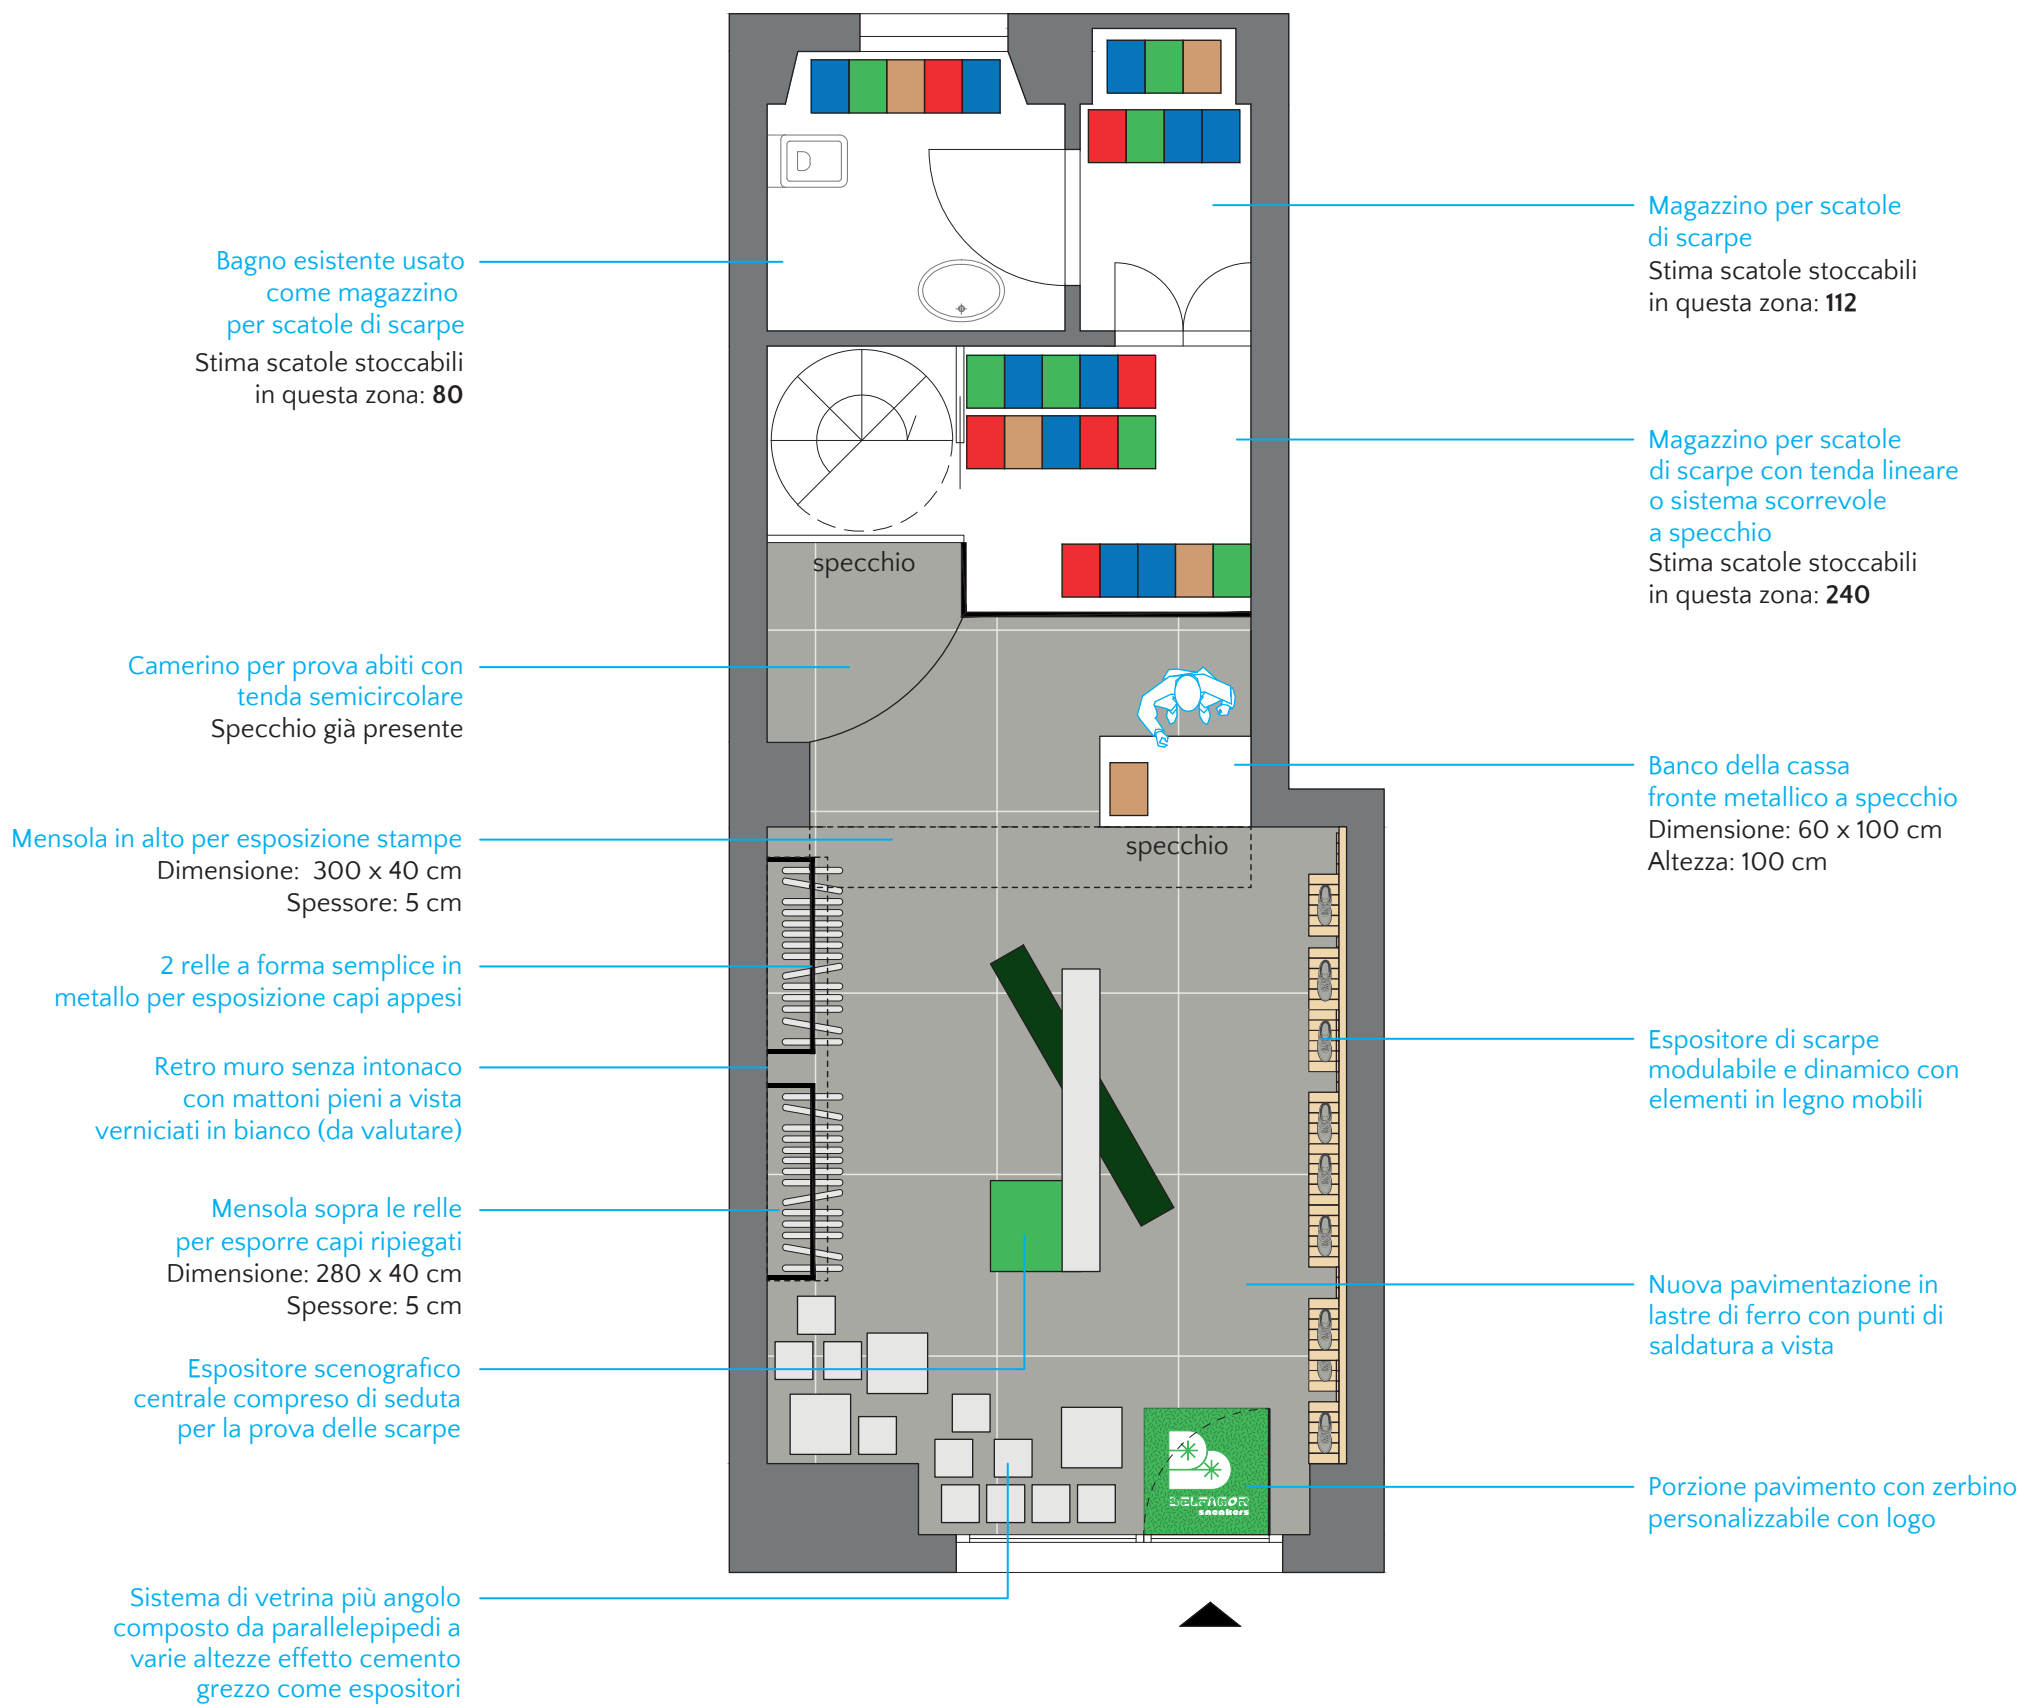 Bagno esistente usato
come magazzino
per scatole di scarpe
Stima scatole stoccabili
in questa zona: 80
Camerino per prova abiti con
tenda semicircolare
Specchio già presente
Mensola in alto per esposizione stampe
Dimensione: 300 x 40 cm
Spessore: 5 cm
2 relle a forma semplice in
metallo per esposizione capi appesi
Retro muro senza intonaco
con mattoni pieni a vista
verniciati in bianco (da valutare)
Mensola sopra le relle
per esporre capi ripiegati
Dimensione: 280 x 40 cm
Spessore: 5 cm
Espositore scenografico
centrale compreso di seduta
per la prova delle scarpe
Sistema di vetrina più angolo
composto da parallelepipedi a
varie altezze effetto cemento
grezzo come espositori
specchio
specchio
BELFAGOR
sneakers
Magazzino per scatole
di scarpe
Stima scatole stoccabili
in questa zona: 112
Magazzino per scatole
di scarpe con tenda lineare
o sistema scorrevole
a specchio
Stima scatole stoccabili
in questa zona: 240
Banco della cassa
fronte metallico a specchio
Dimensione: 60 x 100 cm
Altezza: 100 cm
Espositore di scarpe
modulabile e dinamico con
elementi in legno mobili
Nuova pavimentazione in
lastre di ferro con punti di
saldatura a vista
Porzione pavimento con zerbino
personalizzabile con logo